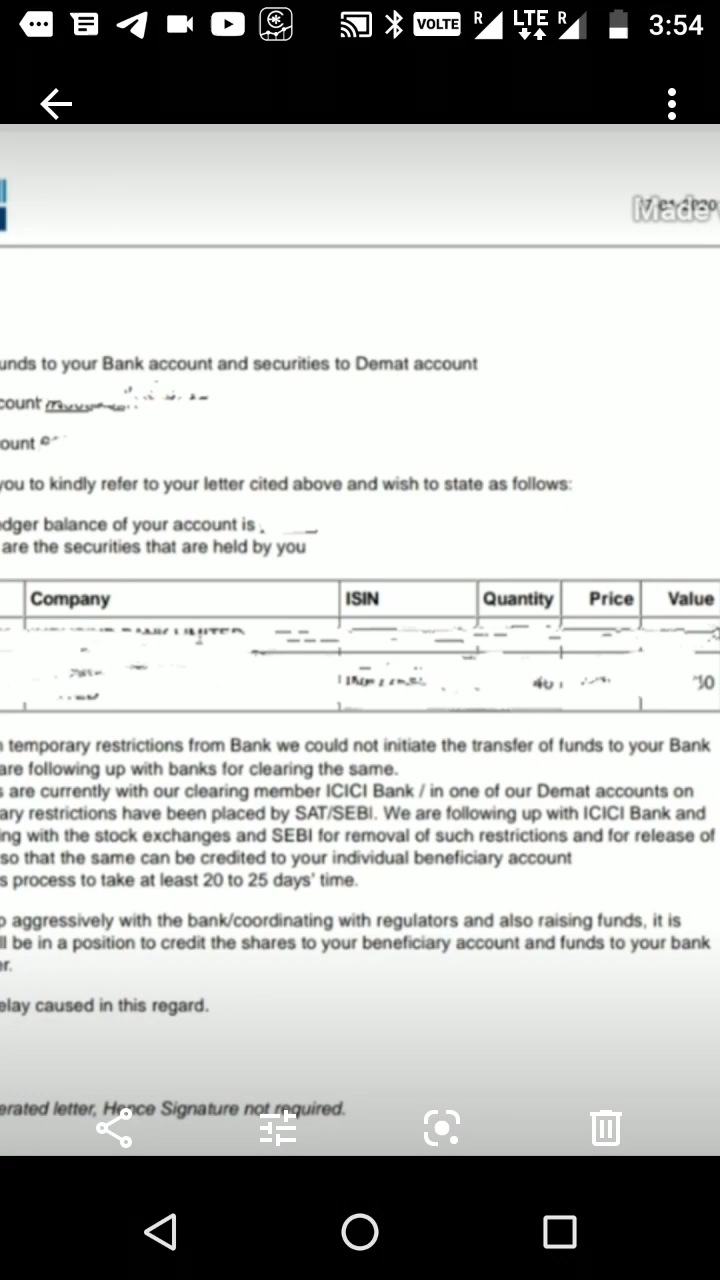 VOLTE R LTE R 3:54
Made
unds to your Bank account and securities to Demat account
count
ount
you to kindly refer to your letter cited above and wish to state as follows:
edger balance of your account is
are the securities that are held by you
Company ISIN Quantity Price Value
BANK LIMITED
temporary restrictions from Bank we could not initiate the transfer of funds to your Bank
are following up with banks for clearing the same.
s are currently with our clearing member ICICI Bank / in one of our Demat accounts on
ary restrictions have been placed by SAT/SEBI. We are following up with ICICI Bank and
ing with the stock exchanges and SEBI for removal of such restrictions and for release of
so that the same can be credited to your individual beneficiary account
s process to take at least 20 to 25 days' time.
p aggressively with the bank/coordinating with regulators and also raising funds, it is
ll be in a position to credit the shares to your beneficiary account and funds to your bank
er.
elay caused in this regard.
erated letter, Hence Signature not required.